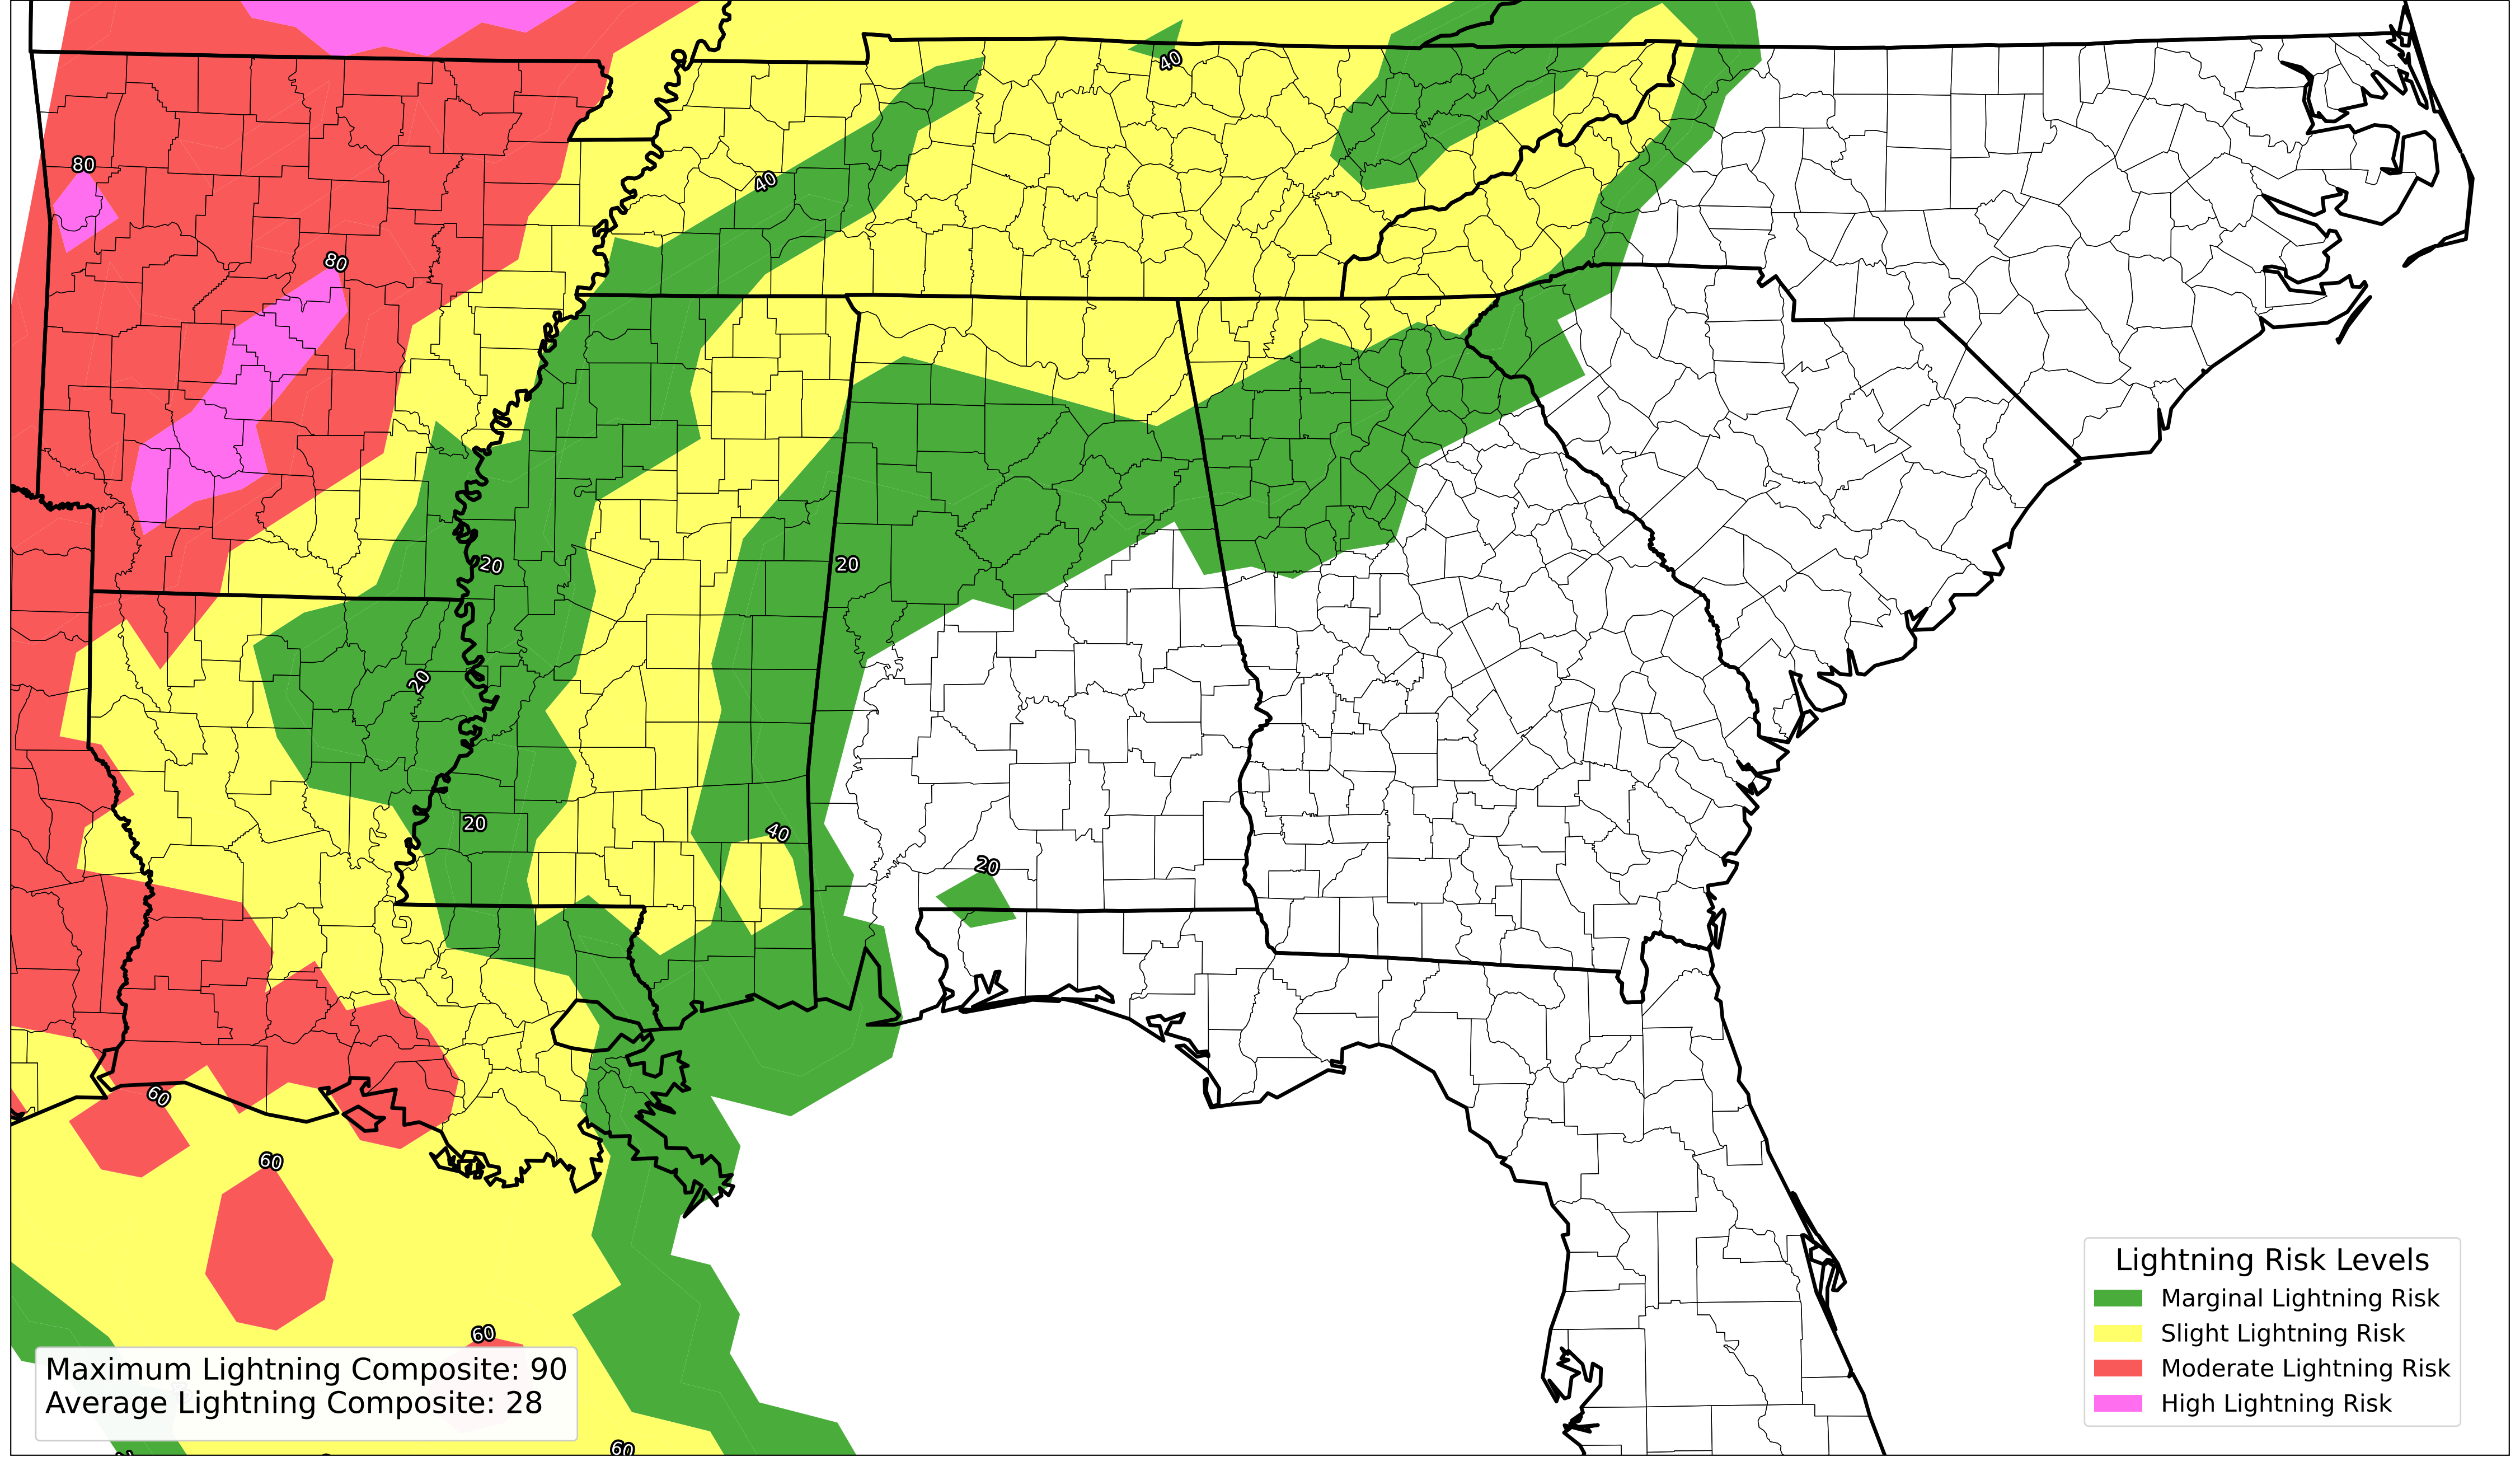 40
80
40
80
20
20
20
20
40
20
60
60
60
60
Maximum Lightning Composite: 90
Average Lightning Composite: 28
Lightning Risk Levels
Marginal Lightning Risk
Slight Lightning Risk
Moderate Lightning Risk
High Lightning Risk